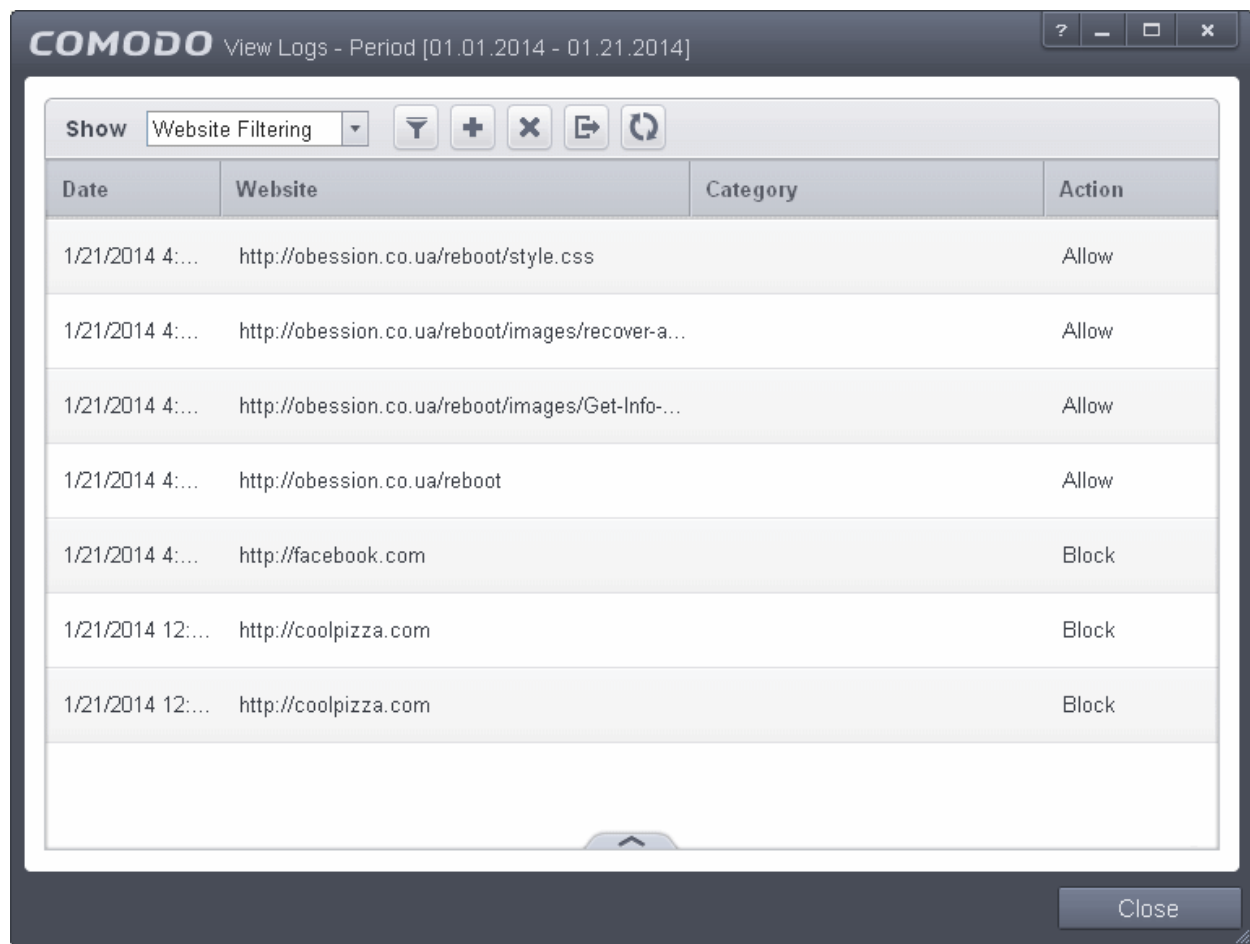 COMODO View Logs - Period [01.01.2014 - 01.21.2014]
?
Show Website Filtering
Date Website Category Action
1/21/2014 4:... http://obession.co.ua/reboot/style.css Allow
1/21/2014 4:... http://obession.co.ua/reboot/images/recover-a... Allow
1/21/2014 4:... http://obession.co.ua/reboot/images/Get-Info-... Allow
1/21/2014 4:... http://obession.co.ua/reboot Allow
1/21/2014 4:... http://facebook.com Block
1/21/2014 12:... http://coolpizza.com Block
1/21/2014 12:... http://coolpizza.com Block
Close